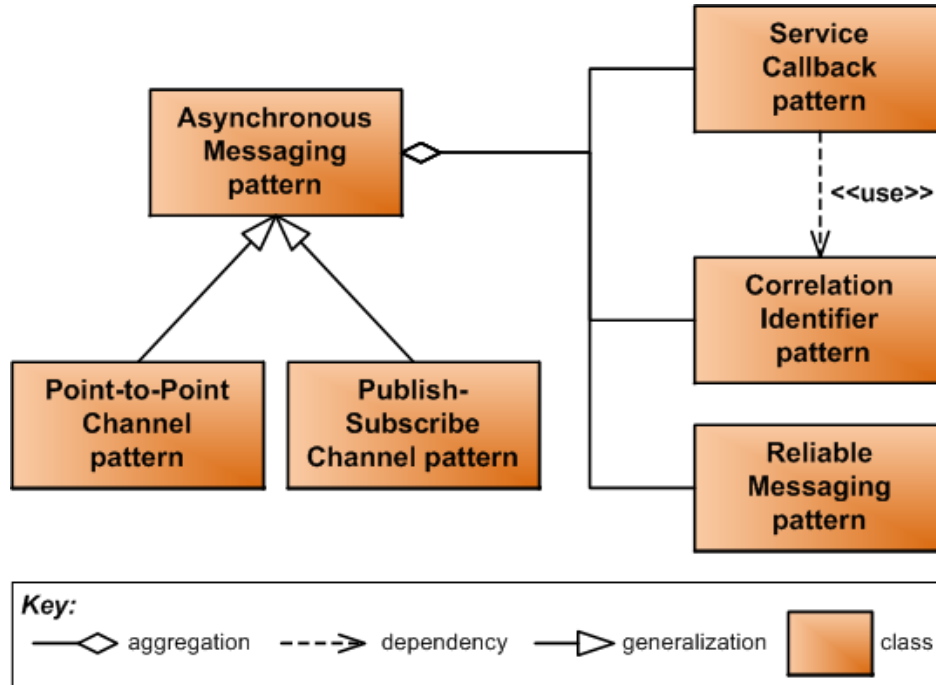 Asynchronous
Messaging
pattern
Service
Callback
pattern
<<use>>
Correlation
Identifier
pattern
Point-to-Point
Channel
pattern
Publish-
Subscribe
Channel pattern
Reliable
Messaging
pattern
Key:
aggregation
dependency
generalization
class